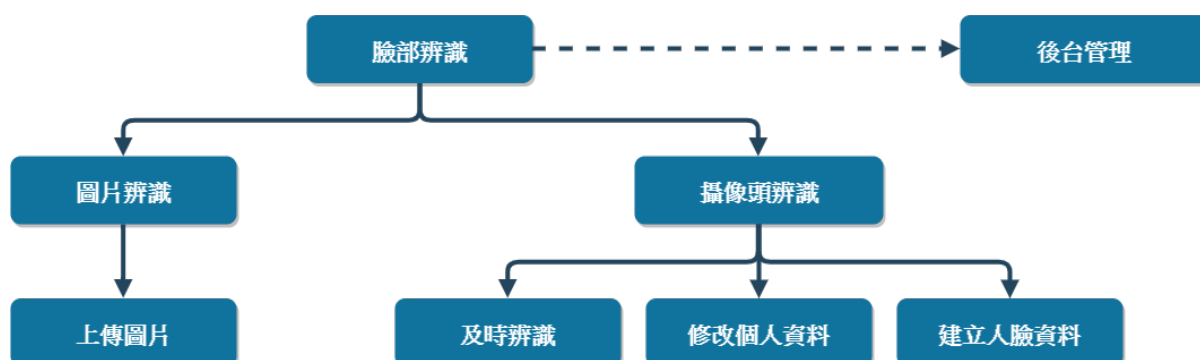 臉部辨識
後台管理
圖片辨識
攝像頭辨識
上傳圖片
及時辨識
修改個人資料
建立人臉資料